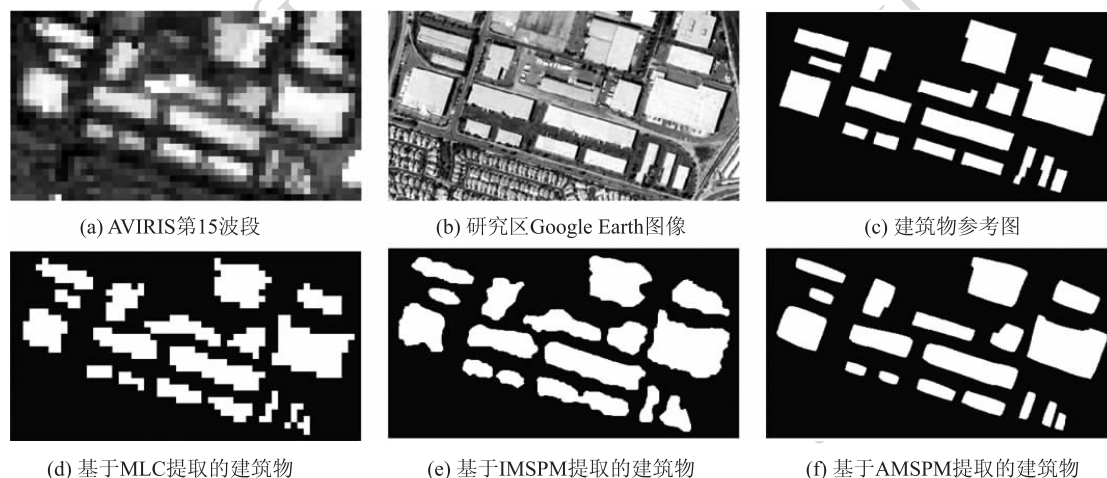 (a) AVIRIS第15波段
(b) 研究区Google Earth图像
(c) 建筑物参考图
(d) 基于MLC提取的建筑物
(e) 基于IMSPM提取的建筑物
(f) 基于AMSPM提取的建筑物